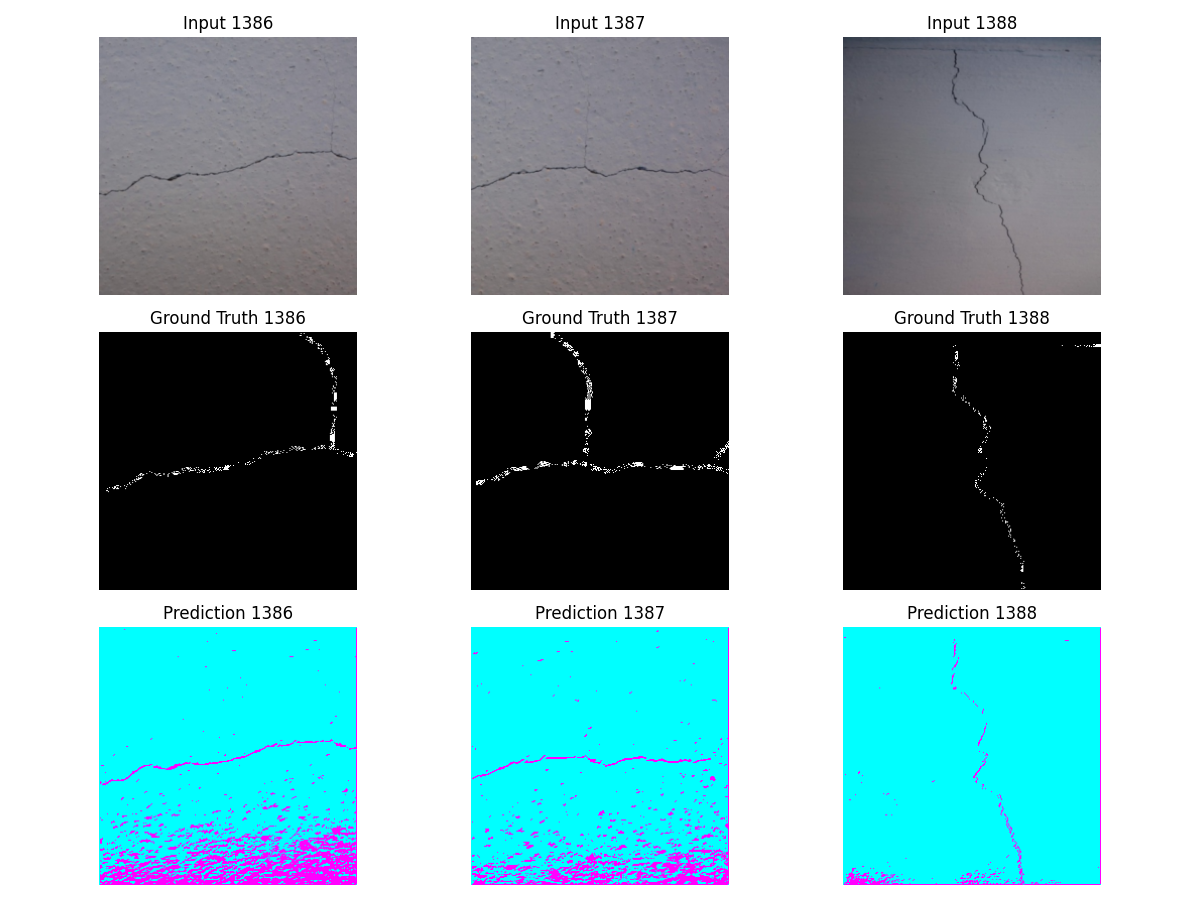 Input 1386
Input 1387
Input 1388
Ground Truth 1386
Ground Truth 1387
Ground Truth 1388
Prediction 1386
Prediction 1387
Prediction 1388